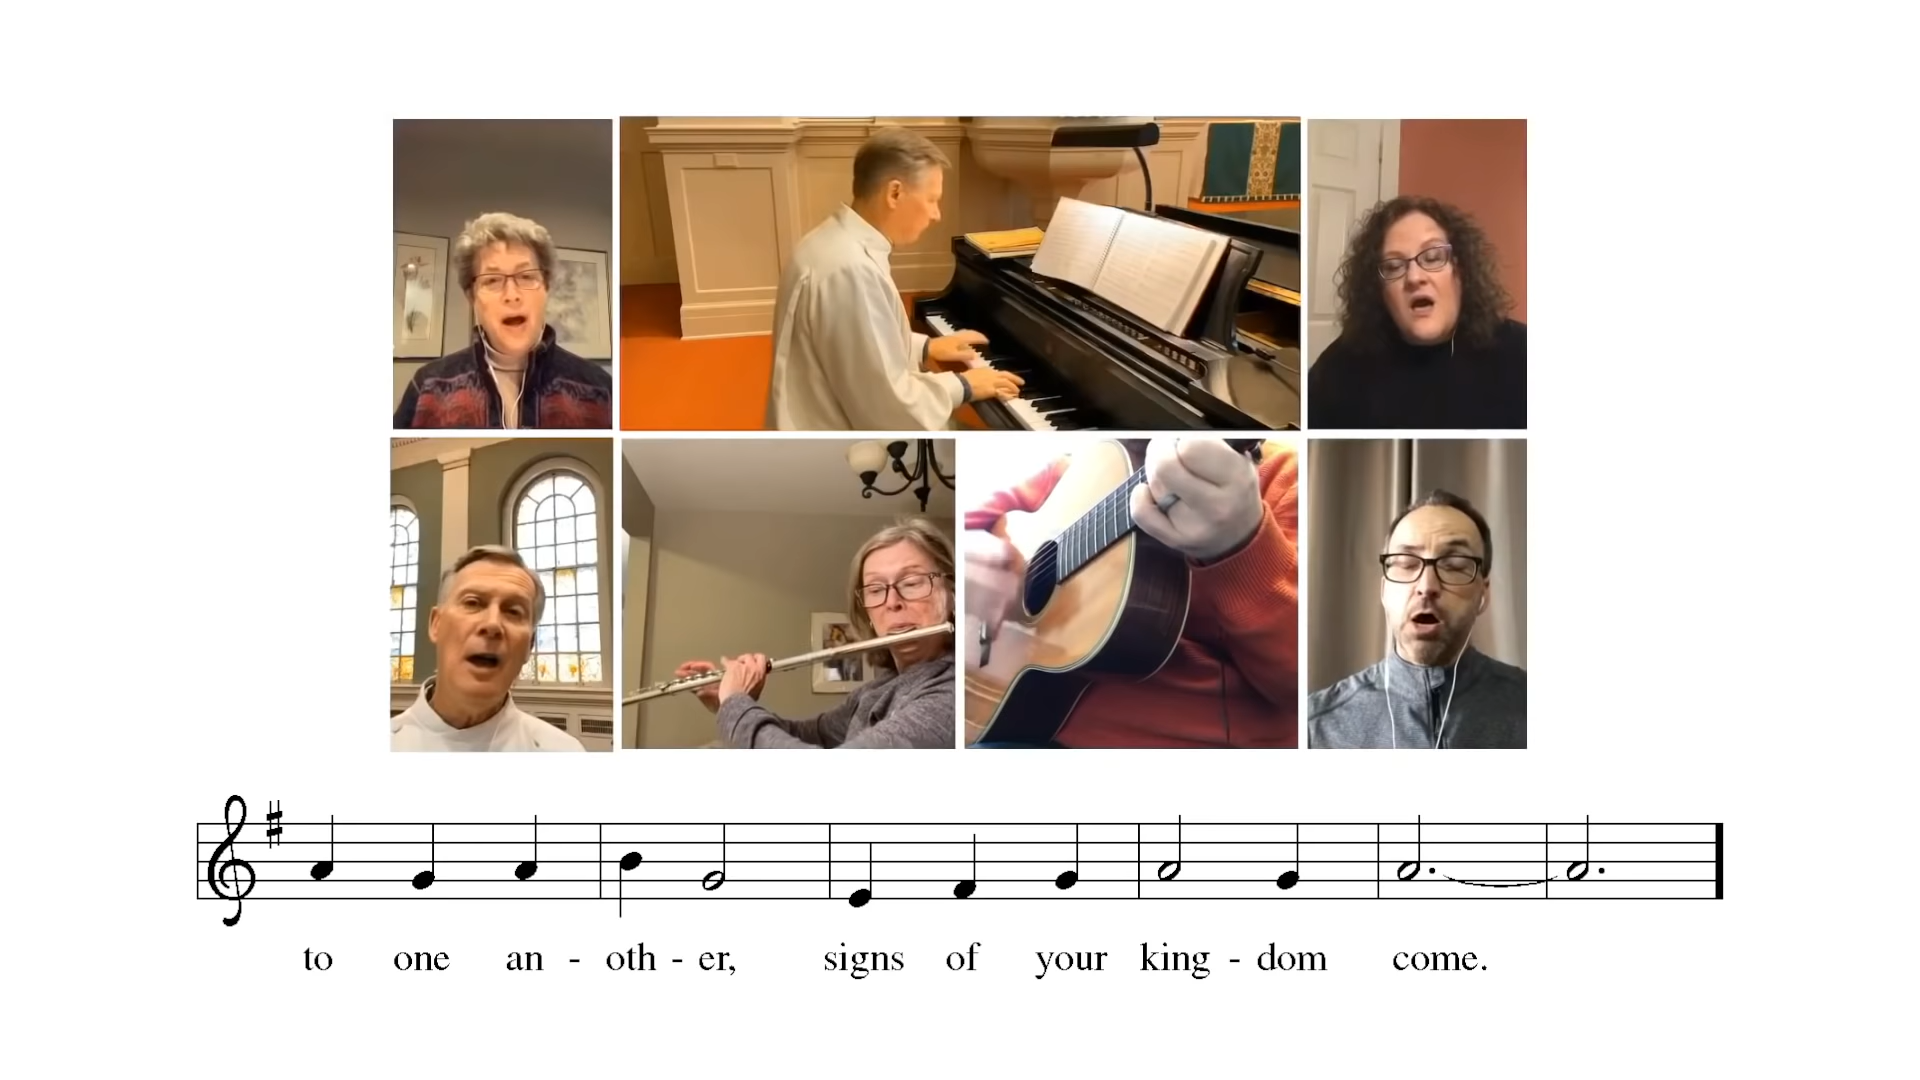 to one an - oth - er, signs of your king - dom come.